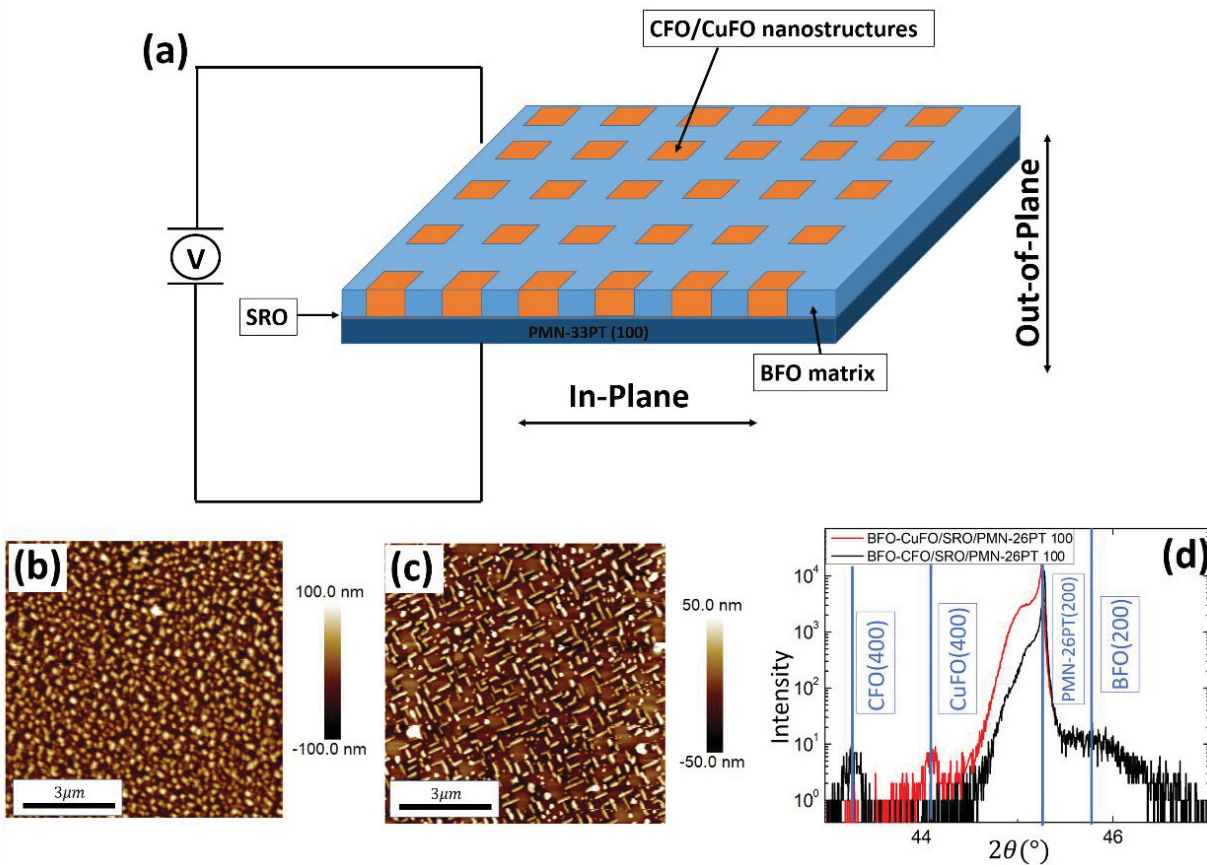 (a)
CFO/CuFO nanostructures
V
SRO
PMN-33PT (100)
BFO matrix
Out-of-Plane
In-Plane
(b)
100.0 nm
-100.0 nm
3μm
(c)
50.0 nm
-50.0 nm
3μm
(d)
BFO-CuFO/SRO/PMN-26PT 100
BFO-CFO/SRO/PMN-26PT 100
CFO(400)
CuFO(400)
PMN-26PT(200)
BFO(200)
Intensity
10⁴
10³
10²
10¹
10⁰
44
46
2θ(°)